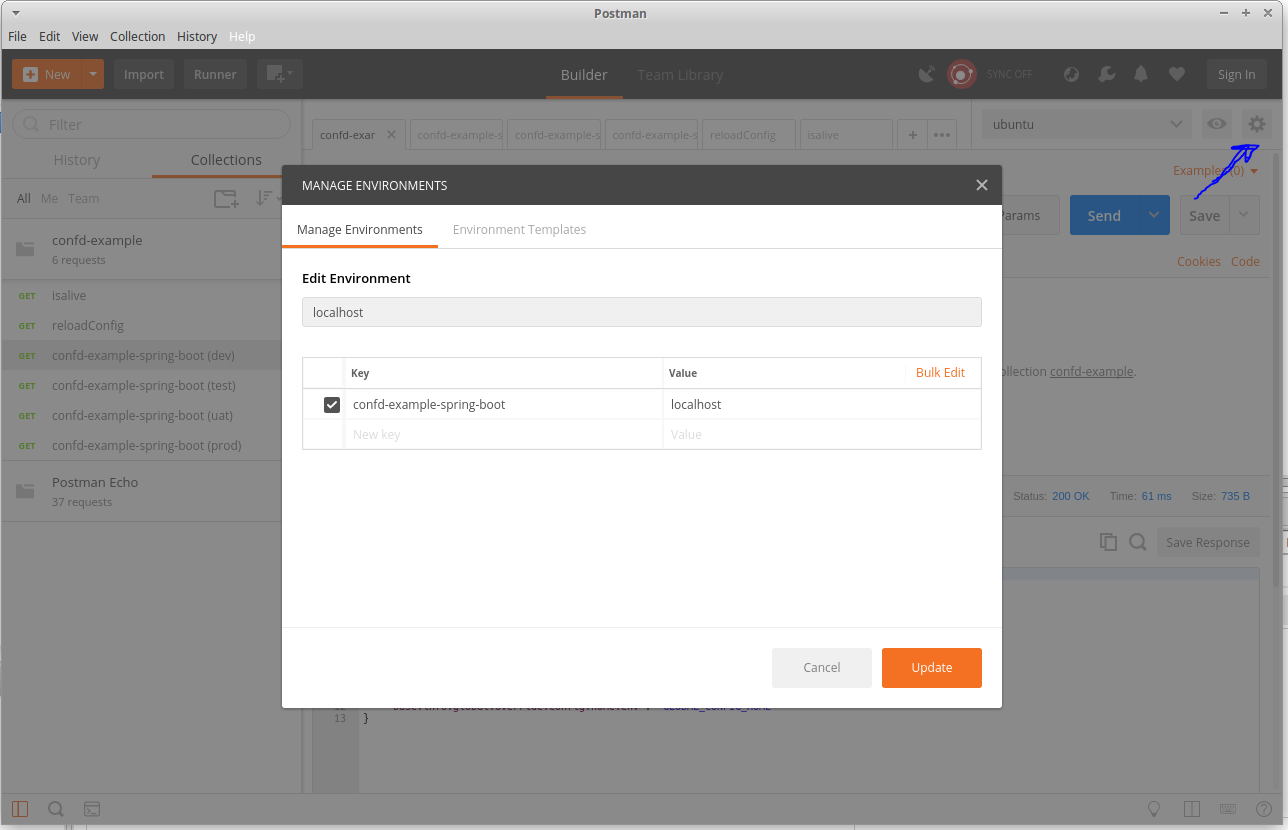 Postman
File Edit View Collection History Help
New Import Runner Builder Team Library SYNC OFF Sign In
Filter
History Collections
All Me Team
confd-example
6 requests
GET isalive
GET reloadConfig
GET confd-example-spring-boot (dev)
GET confd-example-spring-boot (test)
GET confd-example-spring-boot (uat)
GET confd-example-spring-boot (prod)
Postman Echo
37 requests
confd-exar confd-example-s confd-example-s confd-example-s reloadConfig isalive
ubuntu
Examples (0)
Params Send Save
Cookies Code
MANAGE ENVIRONMENTS
Manage Environments Environment Templates
Edit Environment
localhost
Key Value Bulk Edit
confd-example-spring-boot localhost
New key Value
Cancel Update
ollection confd-example.
Status: 200 OK Time: 61 ms Size: 735 B
Save Response
13 }